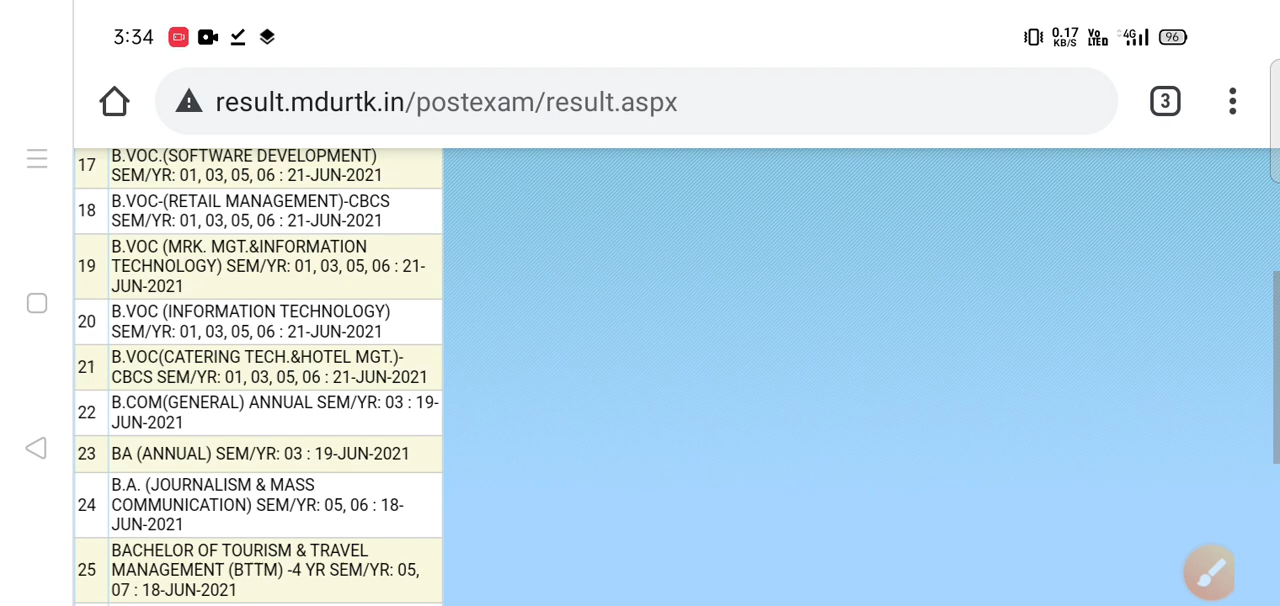 3:34
0.17 KB/S
Vo LTE
4G
96
result.mdurtk.in/postexam/result.aspx
3
17 B.VOC.(SOFTWARE DEVELOPMENT)
SEM/YR: 01, 03, 05, 06 : 21-JUN-2021
18 B.VOC-(RETAIL MANAGEMENT)-CBCS
SEM/YR: 01, 03, 05, 06 : 21-JUN-2021
19 B.VOC (MRK. MGT.&INFORMATION
TECHNOLOGY) SEM/YR: 01, 03, 05, 06 : 21-
JUN-2021
20 B.VOC (INFORMATION TECHNOLOGY)
SEM/YR: 01, 03, 05, 06 : 21-JUN-2021
21 B.VOC(CATERING TECH.&HOTEL MGT.)-
CBCS SEM/YR: 01, 03, 05, 06 : 21-JUN-2021
22 B.COM(GENERAL) ANNUAL SEM/YR: 03 : 19-
JUN-2021
23 BA (ANNUAL) SEM/YR: 03 : 19-JUN-2021
24 B.A. (JOURNALISM & MASS
COMMUNICATION) SEM/YR: 05, 06 : 18-
JUN-2021
25 BACHELOR OF TOURISM & TRAVEL
MANAGEMENT (BTTM) -4 YR SEM/YR: 05,
07 : 18-JUN-2021